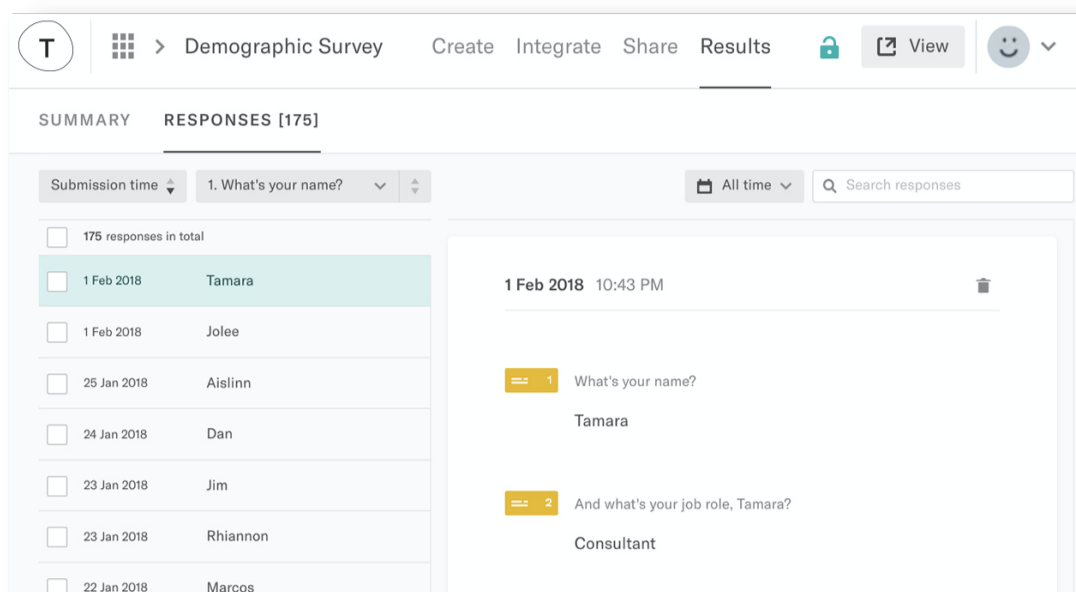 T Demographic Survey Create Integrate Share Results View
SUMMARY RESPONSES [175]
Submission time 1. What's your name? All time Search responses
175 responses in total
1 Feb 2018 Tamara
1 Feb 2018 Jolee
25 Jan 2018 Aislinn
24 Jan 2018 Dan
23 Jan 2018 Jim
23 Jan 2018 Rhiannon
22 Jan 2018 Marcos
1 Feb 2018 10:43 PM
1 What's your name?
Tamara
2 And what's your job role, Tamara?
Consultant